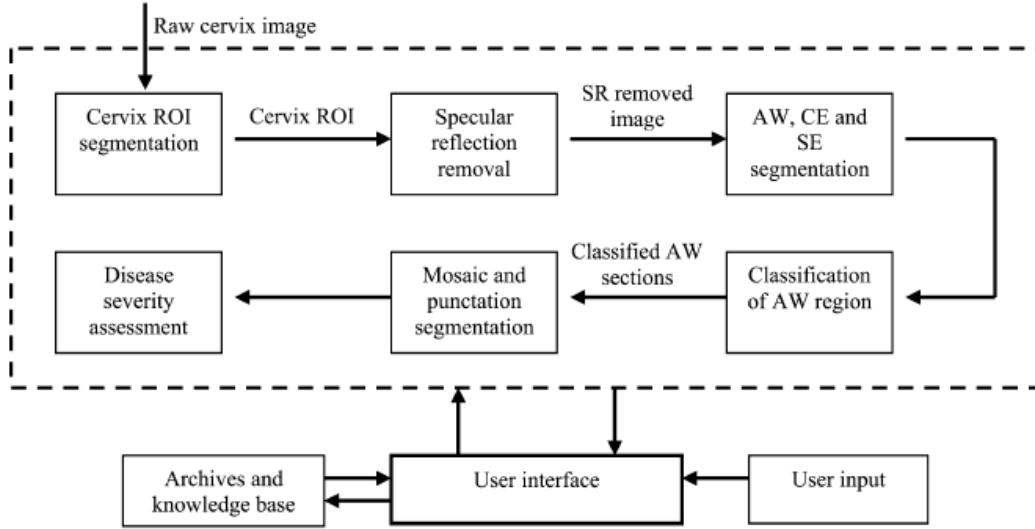 Raw cervix image
Cervix ROI
segmentation
Cervix ROI
Specular
reflection
removal
SR removed
image
AW, CE and
SE
segmentation
Disease
severity
assessment
Mosaic and
punctation
segmentation
Classified AW
sections
Classification
of AW region
Archives and
knowledge base
User interface
User input